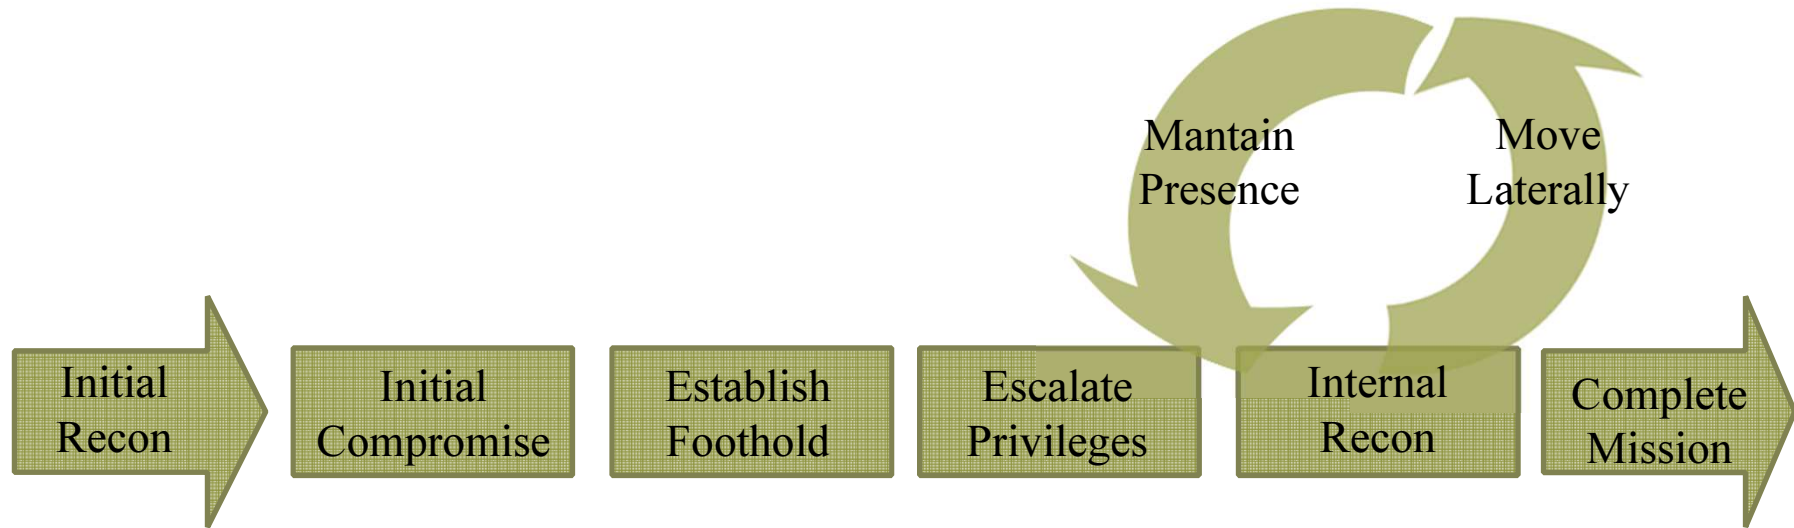 Mantain
Presence
Move
Laterally
Initial
Recon
Initial
Compromise
Establish
Foothold
Escalate
Privileges
Internal
Recon
Complete
Mission